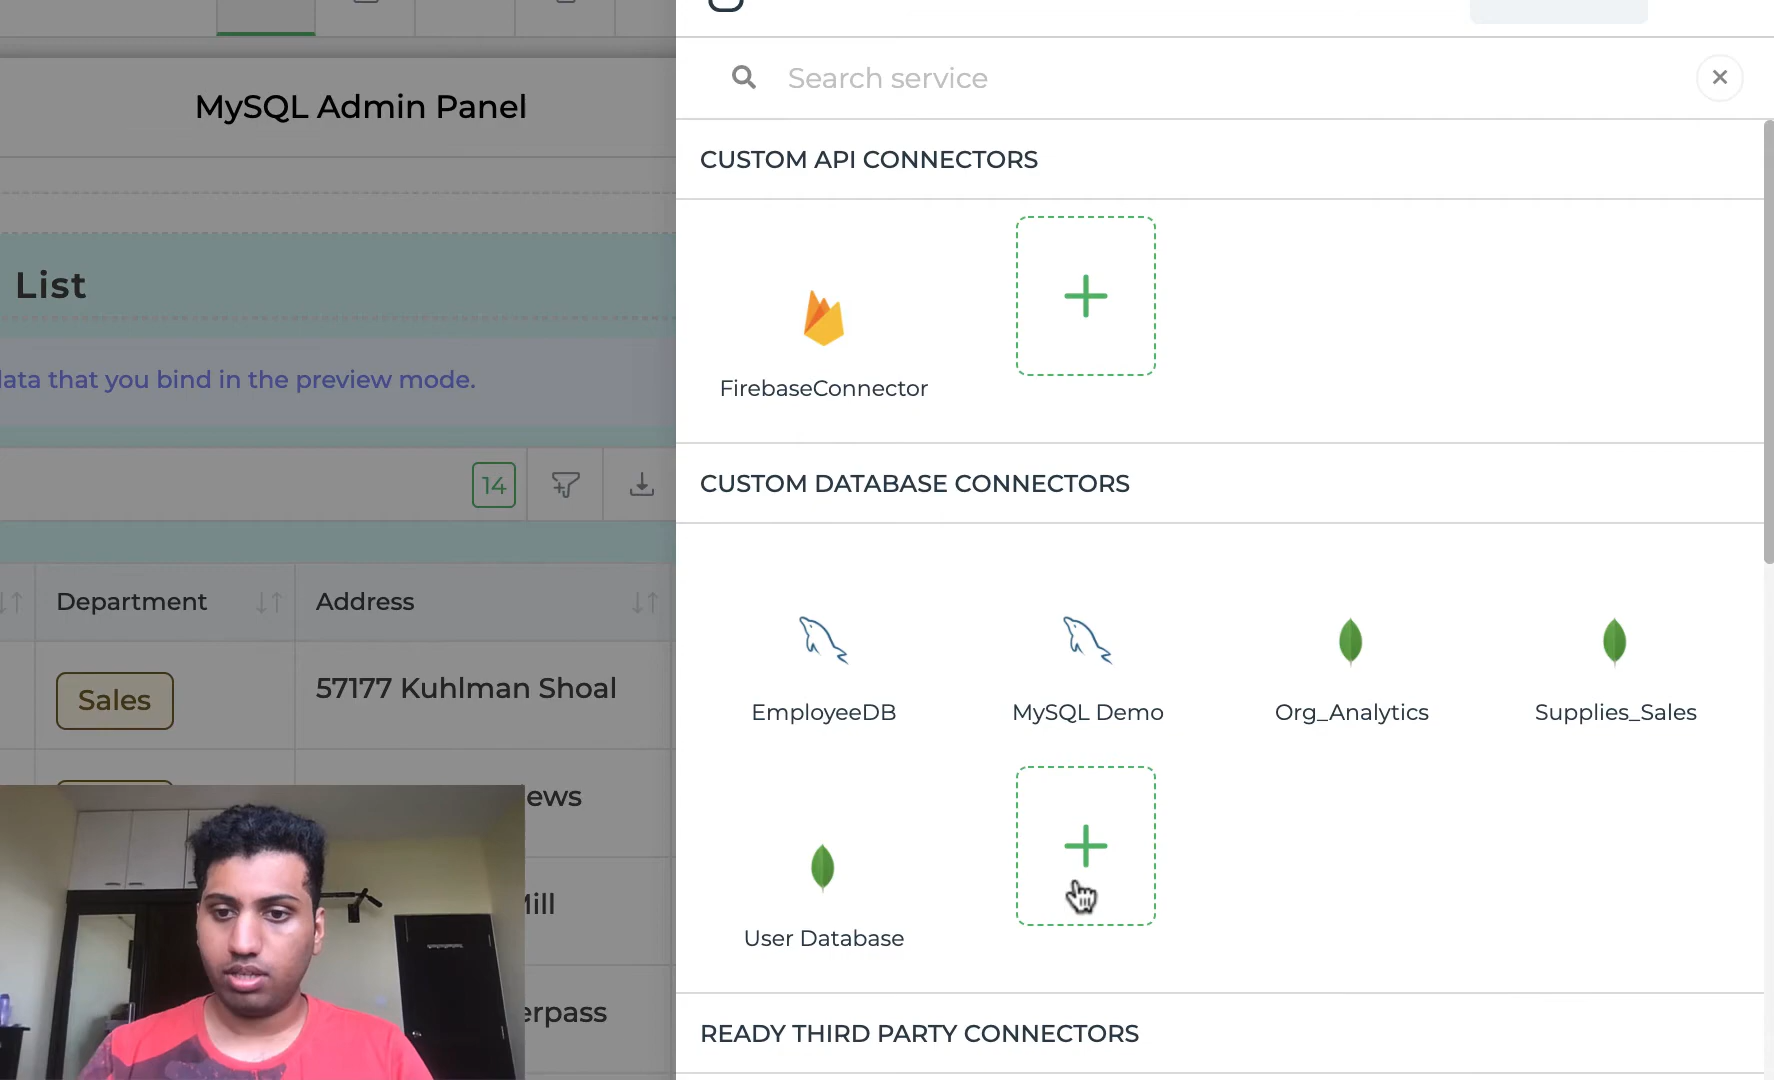 MySQL Admin Panel
List
data that you bind in the preview mode.
14
Department
Address
Sales
57177 Kuhlman Shoal
ews
Mill
erpass
Search service
CUSTOM API CONNECTORS
FirebaseConnector
CUSTOM DATABASE CONNECTORS
EmployeeDB
MySQL Demo
Org_Analytics
Supplies_Sales
User Database
READY THIRD PARTY CONNECTORS